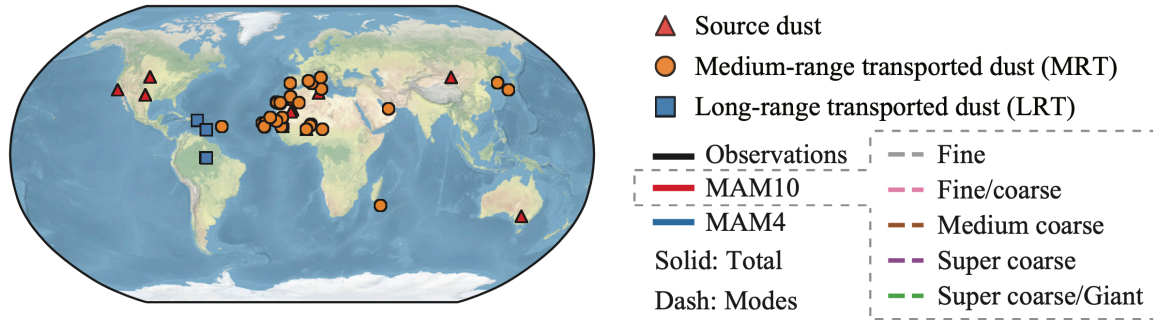 Source dust
Medium-range transported dust (MRT)
Long-range transported dust (LRT)
Observations
MAM10
MAM4
Solid: Total
Dash: Modes
Fine
Fine/coarse
Medium coarse
Super coarse
Super coarse/Giant